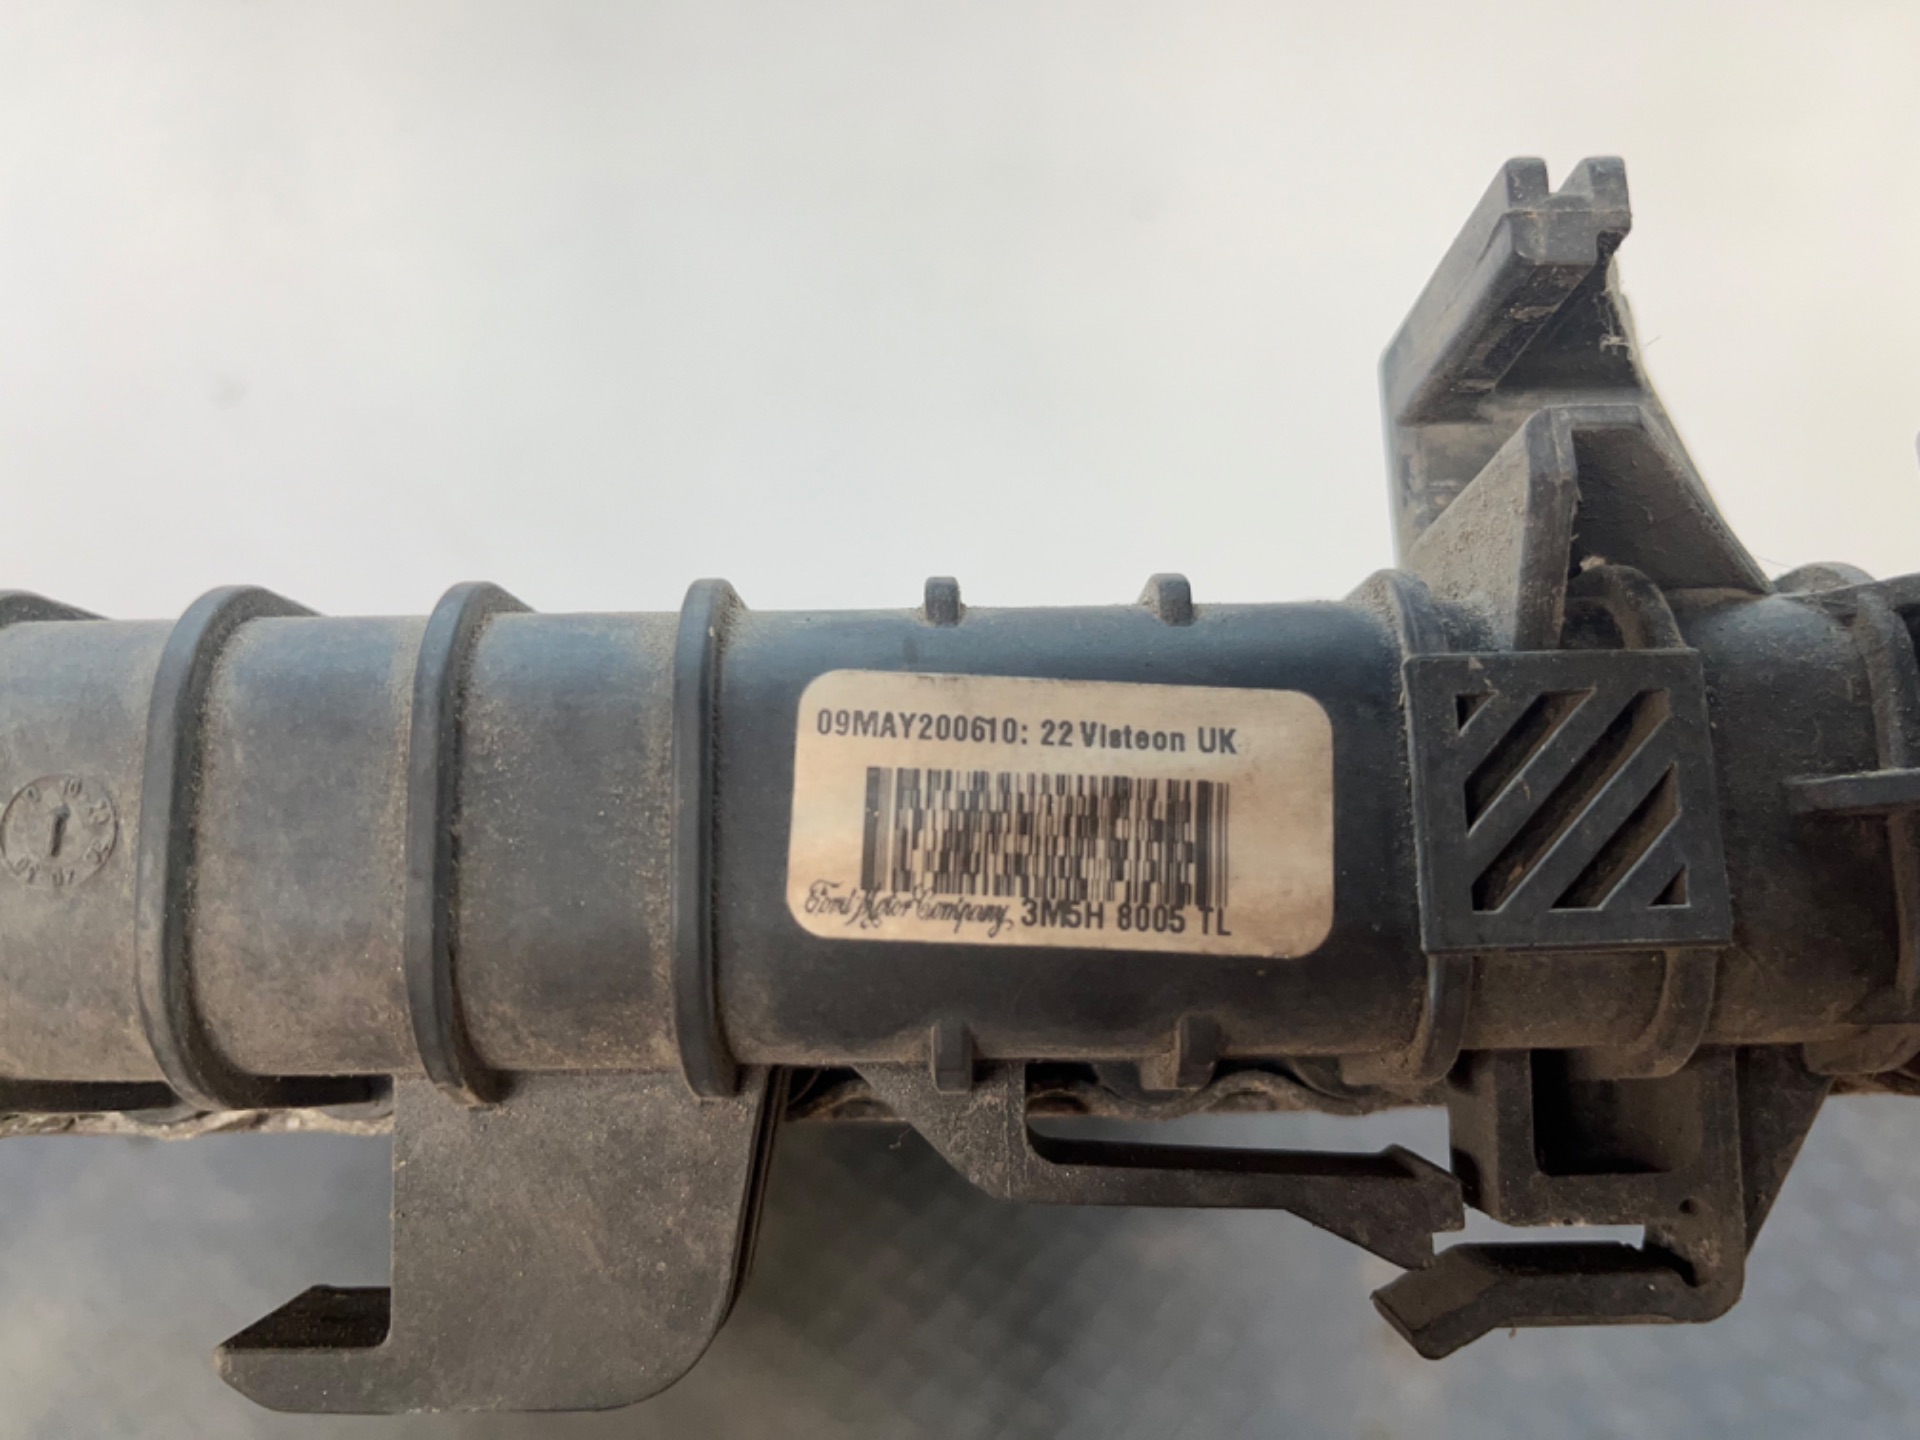 09MAY200610: 22 Visteon UK
Ford Motor Company, 3M5H 8005 TL